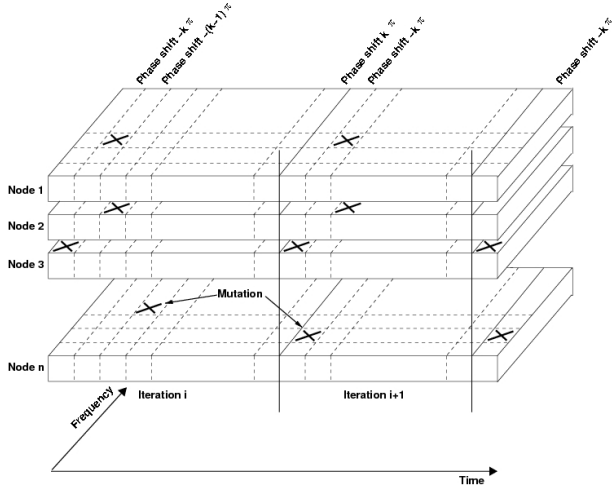 Phase shift -k π
Phase shift -(k-1) π
Phase shift k π
Phase shift -k π
Phase shift -k π
Node 1
Node 2
Node 3
Mutation
Node n
Frequency
Iteration i
Iteration i+1
Time